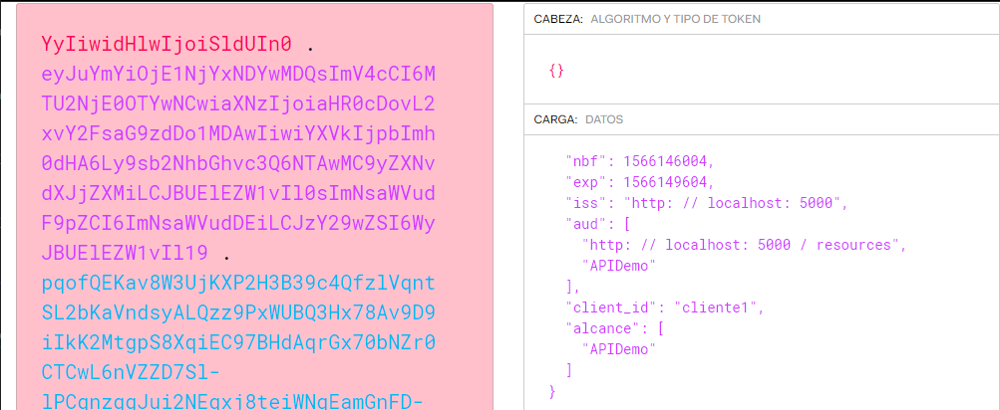 YyIiwidHlwIjoiSldUIn0 .
eyJuYmYiOjE1NjYxNDYwMDQsImV4cCI6M
TU2NjE0OTYwNCwiaXNzIjoiaHR0cDovL2
xvY2FsaG9zdDo1MDAwIiwiYXVkIjpbImh
0dHA6Ly9sb2NhbGhvc3Q6NTAwMC9yZXNv
dXJjZXMiLCJBUElEZW1vIl0sImNsaWVud
F9pZCI6ImNsaWVudDEiLCJzY29wZSI6Wy
JBUElEZW1vIl19 .
pqofQEKav8W3UjKXP2H3B39c4QfzlVqnt
SL2bKaVndsyALQzz9PxWUBQ3Hx78Av9D9
iIkK2MtgpS8XqiEC97BHdAqrGx70bNZr0
CTCwL6nVZZD7Sl-
lPCgnzggJui2NEgxj8teiWNgEamGnFD-
CABEZA: ALGORITMO Y TIPO DE TOKEN
{}
CARGA: DATOS
"nbf": 1566146004,
"exp": 1566149604,
"iss": "http: // localhost: 5000",
"aud": [
"http: // localhost: 5000 / resources",
"APIDemo"
],
"client_id": "cliente1",
"alcance": [
"APIDemo"
]
}